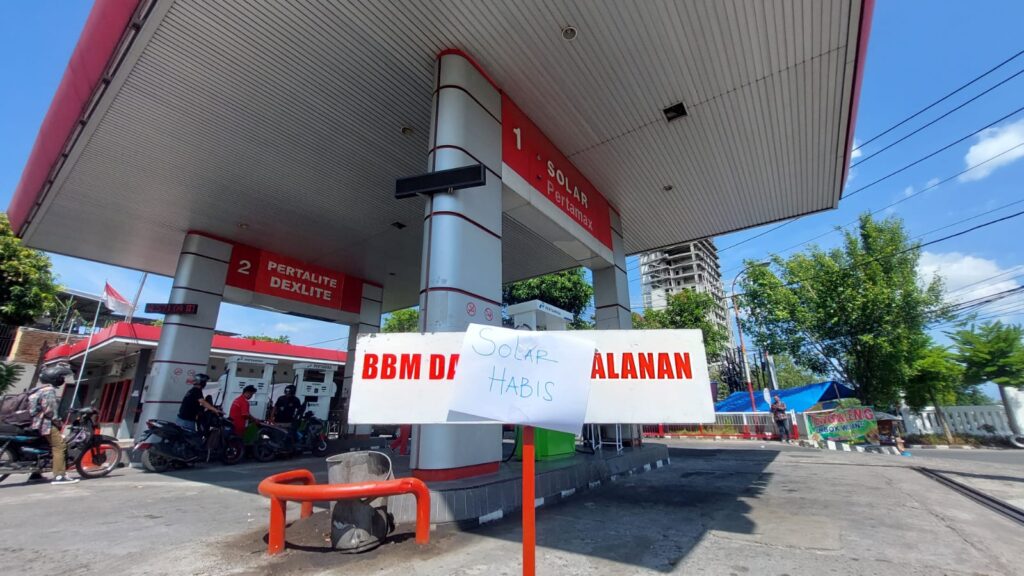 1
SOLAR
Pertamax
2
PERTALITE
DEXLITE
BBM DA
ALANAN
SOLAR
HABIS